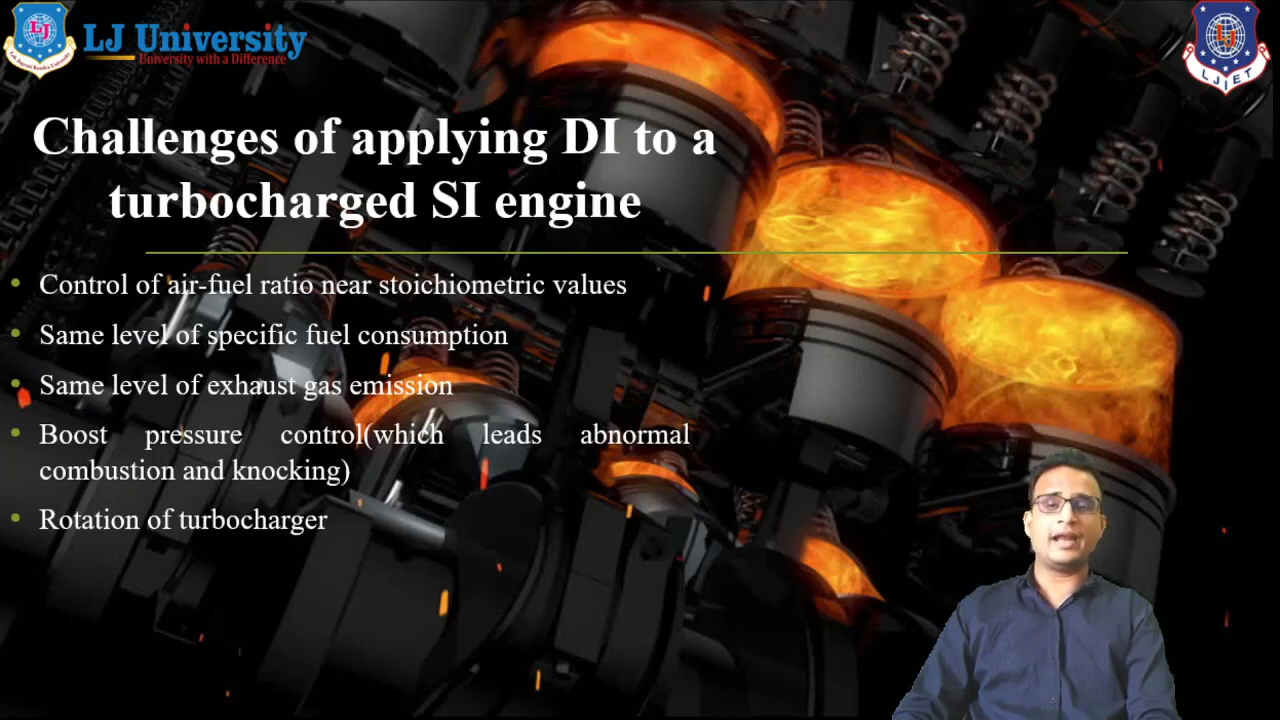 LJ University
University with a Difference
LJIET
Challenges of applying DI to a
turbocharged SI engine
• Control of air-fuel ratio near stoichiometric values
• Same level of specific fuel consumption
• Same level of exhaust gas emission
• Boost pressure control(which leads abnormal
combustion and knocking)
• Rotation of turbocharger